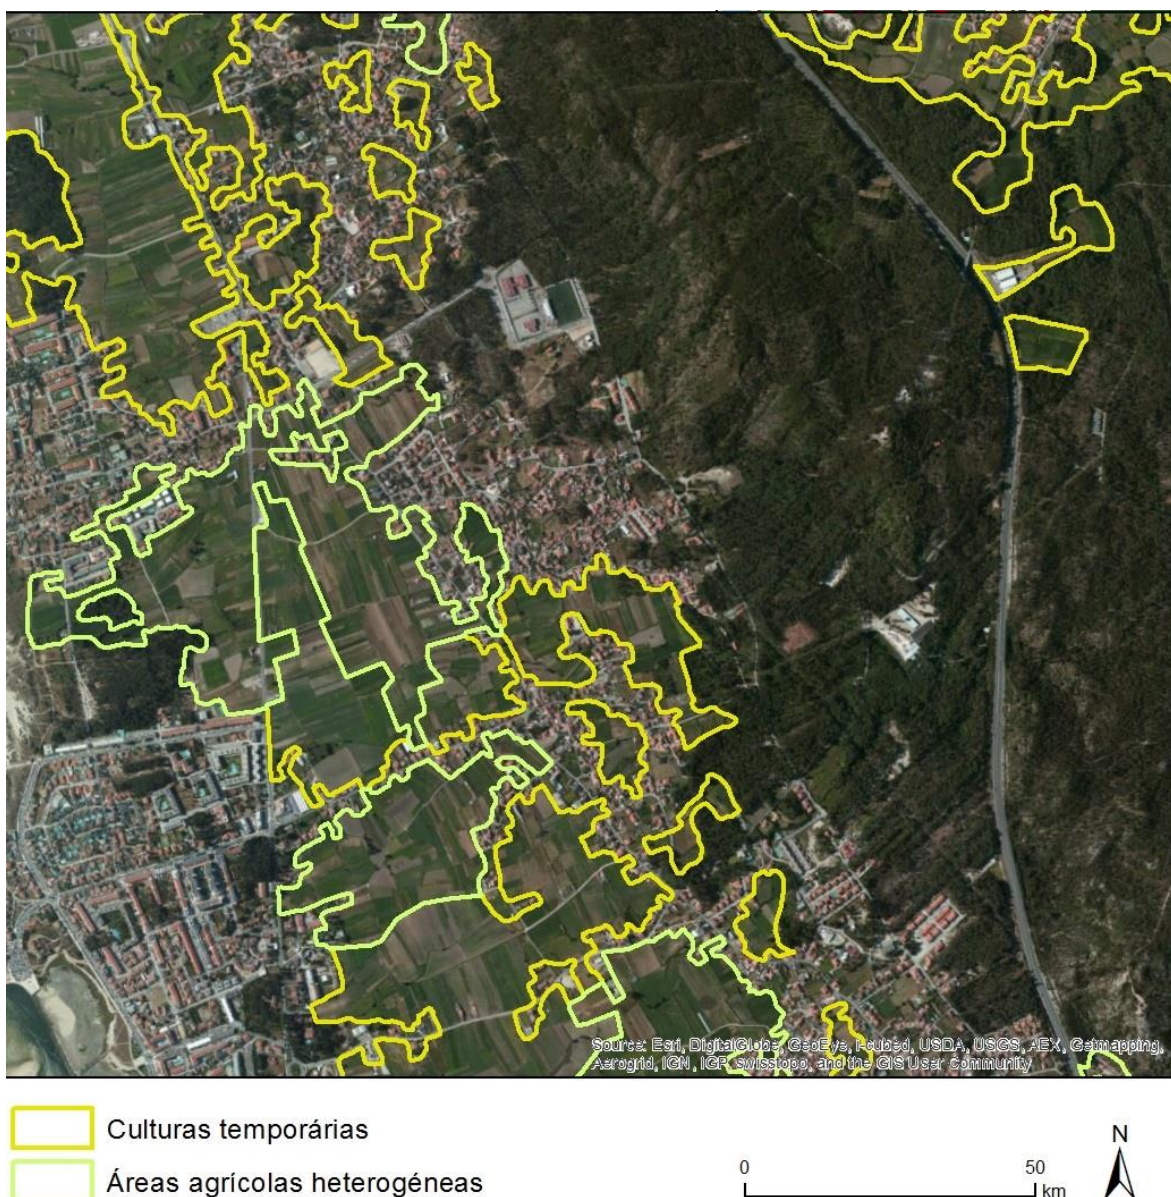 Source: Esri, DigitalGlobe, GeoEye, i-cubed, USDA, USGS, AEX, Getmapping,
Aerogrid, IGN, IGP, swisstopo, and the GIS User Community
Culturas temporárias
Áreas agrícolas heterogéneas
N
0 50
km